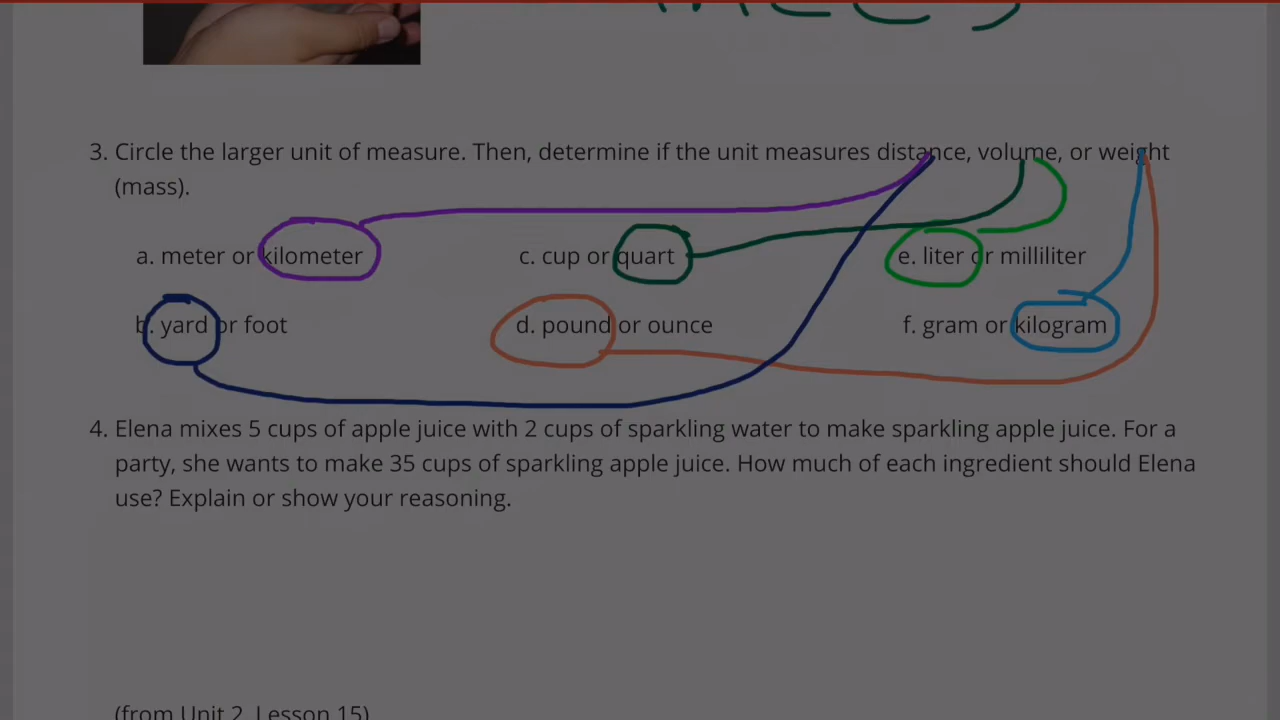 3. Circle the larger unit of measure. Then, determine if the unit measures distance, volume, or weight
(mass).
a. meter or kilometer
c. cup or quart
e. liter or milliliter
b. yard or foot
d. pound or ounce
f. gram or kilogram
4. Elena mixes 5 cups of apple juice with 2 cups of sparkling water to make sparkling apple juice. For a
party, she wants to make 35 cups of sparkling apple juice. How much of each ingredient should Elena
use? Explain or show your reasoning.
(from Unit 2, Lesson 15)